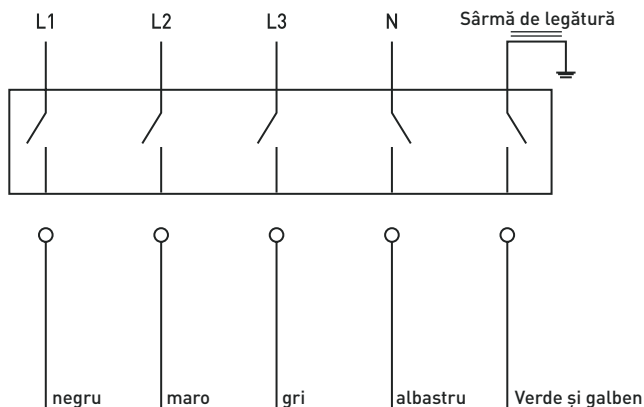 L1 L2 L3 N Sârmă de legătură
negru maro gri albastru Verde și galben